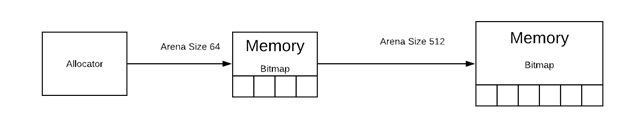 Allocator
Arena Size 64
Memory
Bitmap
Arena Size 512
Memory
Bitmap